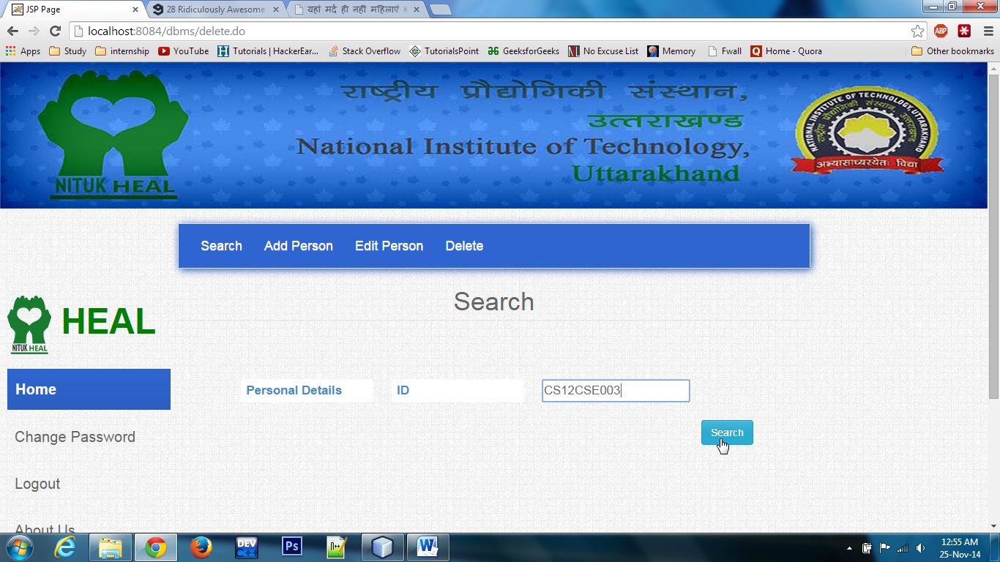 JSP Page
28 Ridiculously Awesome
यहां मर्द ही नहीं महिलाएं
localhost:8084/dbms/delete.do
ABP
Apps Study internship YouTube Tutorials | HackerEar... Stack Overflow TutorialsPoint GeeksforGeeks No Excuse List Memory Fwall Home - Quora Other bookmarks
राष्ट्रीय प्रौद्योगिकी संस्थान,
उत्तराखण्ड
National Institute of Technology,
Uttarakhand
NITUK HEAL
NATIONAL INSTITUTE OF TECHNOLOGY, UTTARAKHAND
राष्ट्रीय प्रौद्योगिकी संस्थान, उत्तराखण्ड
अभ्यासाध्यरयेतः विद्या
Search Add Person Edit Person Delete
Search
NITUK HEAL
HEAL
Home
Personal Details ID CS12CSE003
Search
Change Password
Logout
About Us
DEV
C++
Ps
n++
W
12:55 AM
25-Nov-14